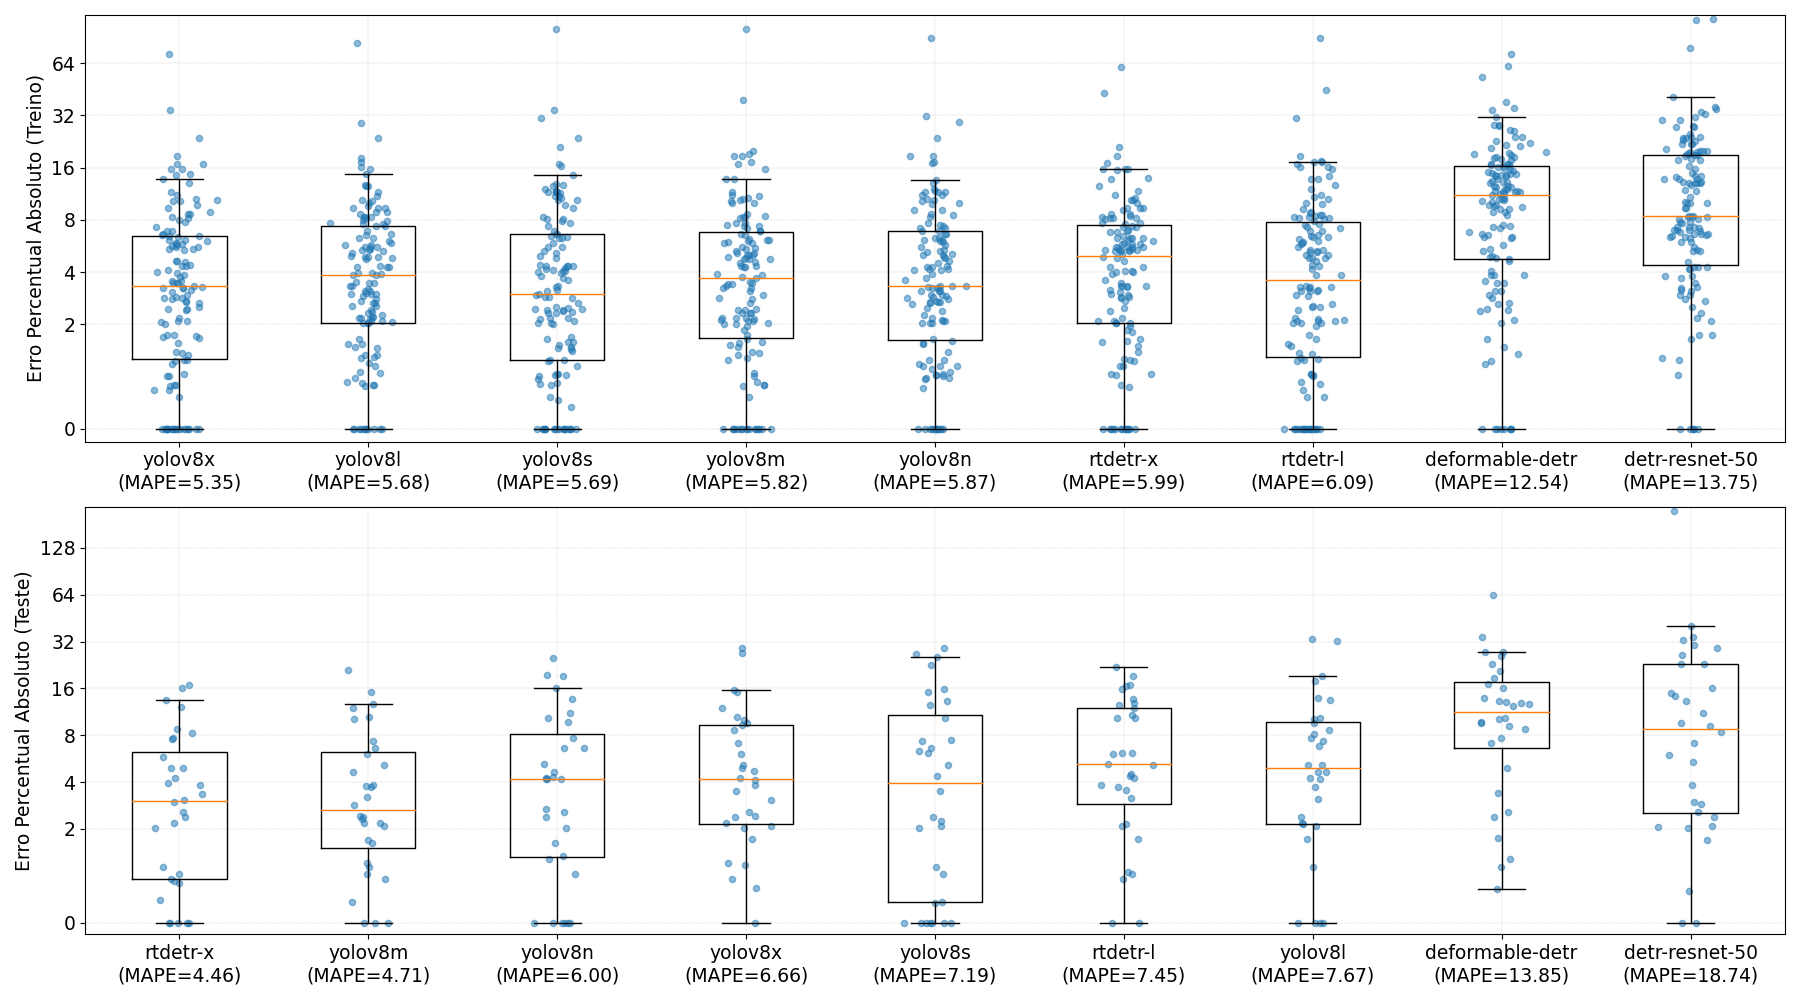 Erro Percentual Absoluto (Treino)
64
32
16
8
4
2
0
yolov8x yolov8l yolov8s yolov8m yolov8n rtdetr-x rtdetr-l deformable-detr detr-resnet-50
(MAPE=5.35) (MAPE=5.68) (MAPE=5.69) (MAPE=5.82) (MAPE=5.87) (MAPE=5.99) (MAPE=6.09) (MAPE=12.54) (MAPE=13.75)
Erro Percentual Absoluto (Teste)
128
64
32
16
8
4
2
0
rtdetr-x yolov8m yolov8n yolov8x yolov8s rtdetr-l yolov8l deformable-detr detr-resnet-50
(MAPE=4.46) (MAPE=4.71) (MAPE=6.00) (MAPE=6.66) (MAPE=7.19) (MAPE=7.45) (MAPE=7.67) (MAPE=13.85) (MAPE=18.74)